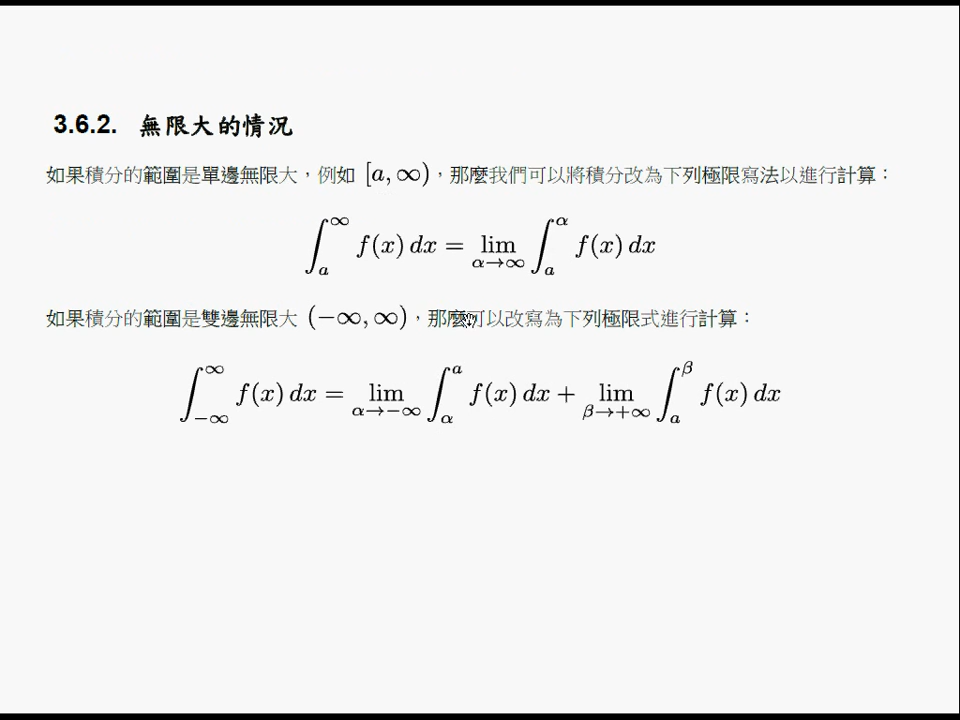 3.6.2. 無限大的情況
如果積分的範圍是單邊無限大，例如 [a, ∞)，那麼我們可以將積分改為下列極限寫法以進行計算：
∫_a^∞ f(x) dx = lim_{α→∞} ∫_a^α f(x) dx
如果積分的範圍是雙邊無限大 (−∞, ∞)，那麼可以改寫為下列極限式進行計算：
∫_{−∞}^∞ f(x) dx = lim_{α→−∞} ∫_α^a f(x) dx + lim_{β→+∞} ∫_a^β f(x) dx